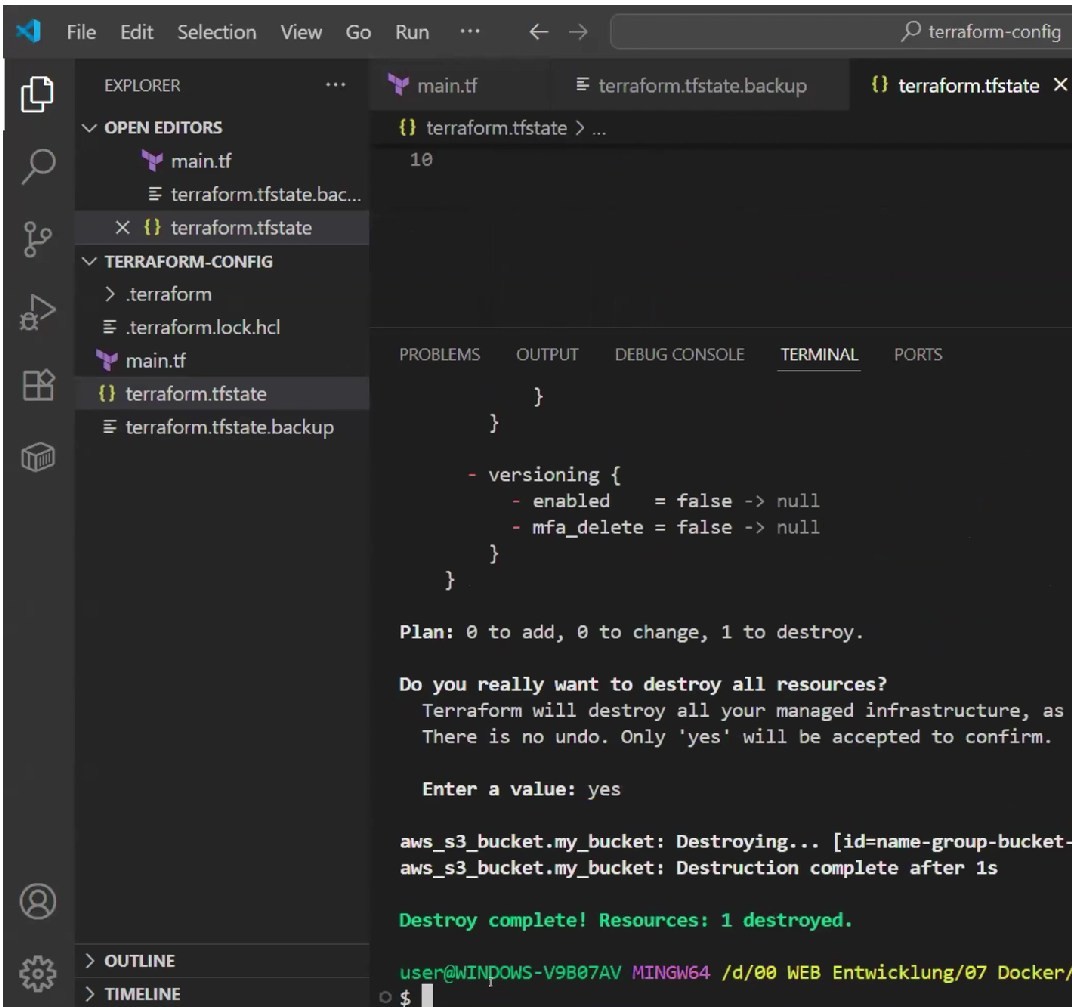 File Edit Selection View Go Run ··· terraform-config
EXPLORER ···
main.tf
terraform.tfstate.backup
terraform.tfstate
OPEN EDITORS
main.tf
terraform.tfstate.bac...
terraform.tfstate
TERRAFORM-CONFIG
.terraform
.terraform.lock.hcl
main.tf
terraform.tfstate
terraform.tfstate.backup
OUTLINE
TIMELINE
{} terraform.tfstate > ...
10
PROBLEMS OUTPUT DEBUG CONSOLE TERMINAL PORTS
}
}
- versioning {
- enabled    = false -> null
- mfa_delete = false -> null
}
}
Plan: 0 to add, 0 to change, 1 to destroy.
Do you really want to destroy all resources?
Terraform will destroy all your managed infrastructure, as
There is no undo. Only 'yes' will be accepted to confirm.
Enter a value: yes
aws_s3_bucket.my_bucket: Destroying... [id=name-group-bucket-
aws_s3_bucket.my_bucket: Destruction complete after 1s
Destroy complete! Resources: 1 destroyed.
user@WINDOWS-V9B07AV MINGW64 /d/00 WEB Entwicklung/07 Docker/
$